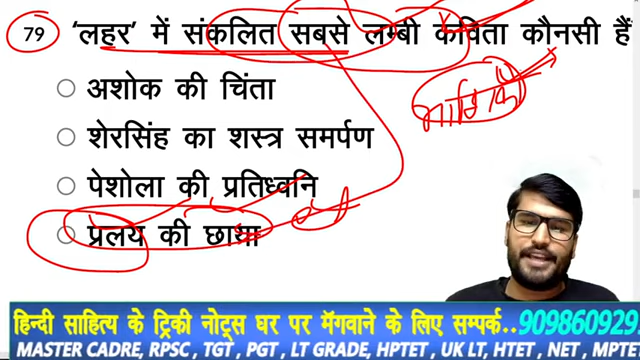 79 'लहर' में संकलित सबसे लम्बी कविता कौनसी हैं
अशोक की चिंता
शेरसिंह का शस्त्र समर्पण
पेशोला की प्रतिध्वनि
प्रलय की छाया
हिन्दी साहित्य के ट्रिकी नोट्स घर पर मॅगवाने के लिए सम्पर्क..909860929
MASTER CADRE, RPSC , TGT , PGT , LT GRADE, HPTET , UK LT, HTET , NET , MPTE